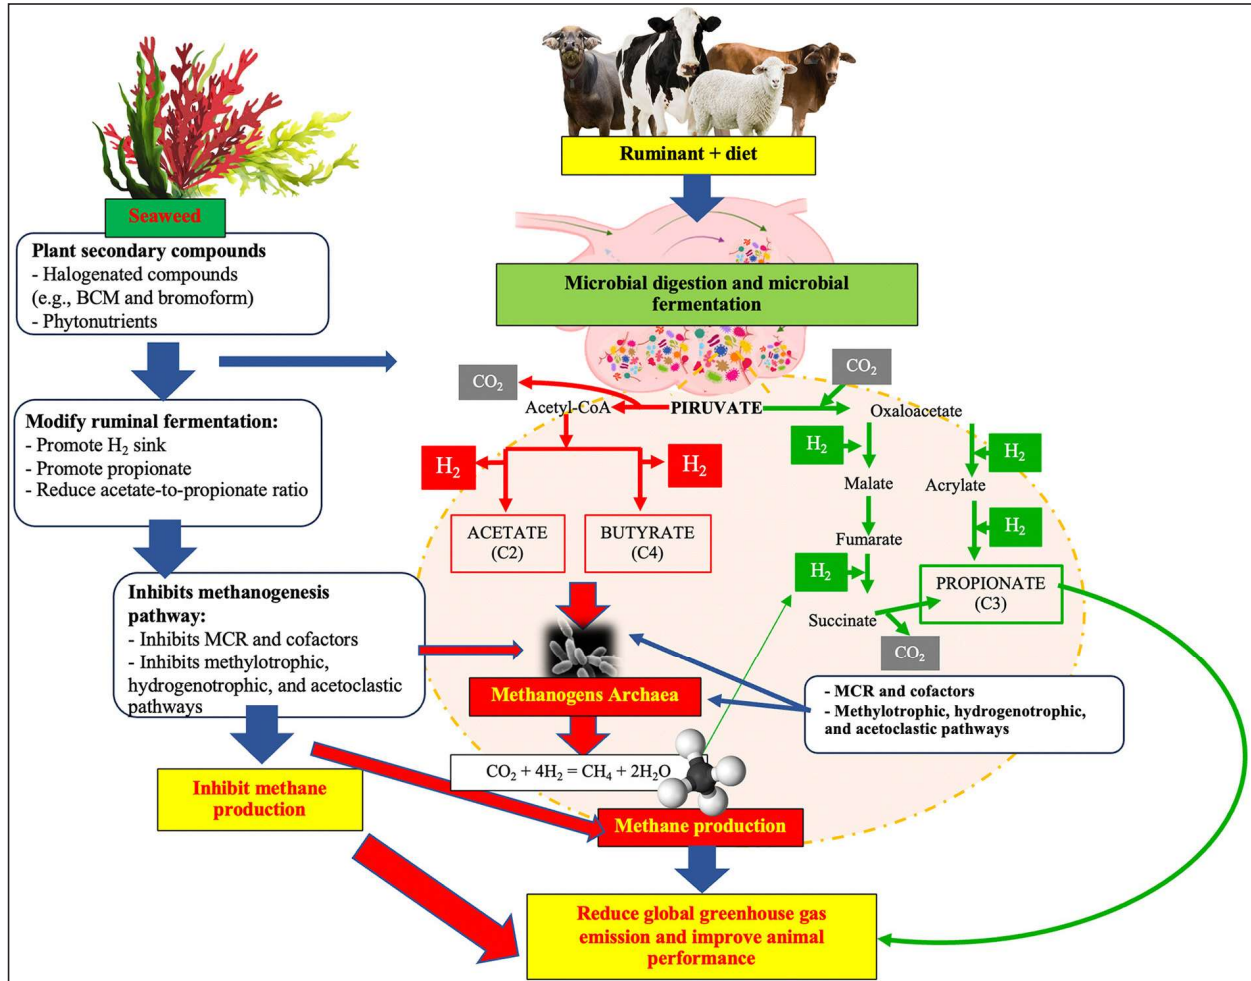 Seaweed
Plant secondary compounds
- Halogenated compounds
(e.g., BCM and bromoform)
- Phytonutrients
Modify ruminal fermentation:
- Promote H₂ sink
- Promote propionate
- Reduce acetate-to-propionate ratio
Inhibits methanogenesis
pathway:
- Inhibits MCR and cofactors
- Inhibits methylotrophic,
hydrogenotrophic, and acetoclastic
pathways
Inhibit methane
production
Ruminant + diet
Microbial digestion and microbial
fermentation
CO₂
CO₂
Acetyl-CoA
PIRUVATE
Oxaloacetate
H₂
H₂
H₂
H₂
Malate
Acrylate
H₂
ACETATE
(C2)
BUTYRATE
(C4)
Fumarate
H₂
PROPIONATE
(C3)
Succinate
CO₂
Methanogens Archaea
- MCR and cofactors
- Methylotrophic, hydrogenotrophic,
and acetoclastic pathways
CO₂ + 4H₂ = CH₄ + 2H₂O
Methane production
Reduce global greenhouse gas
emission and improve animal
performance